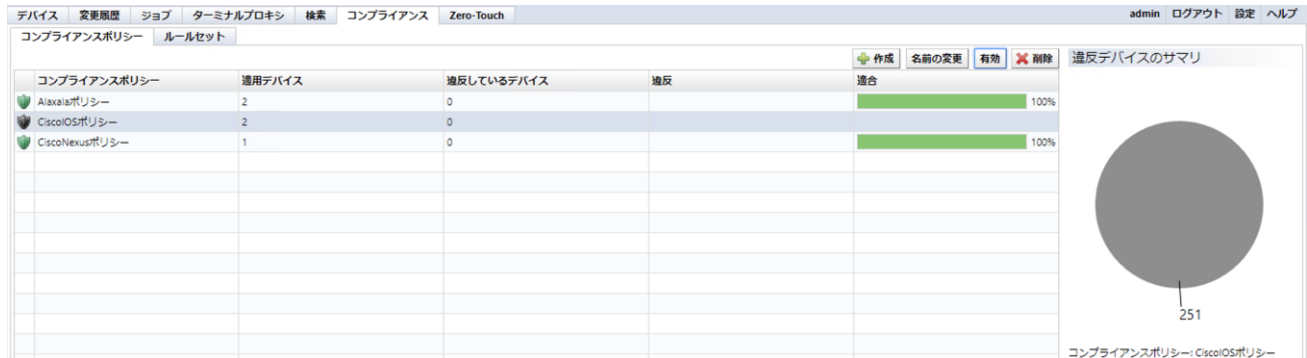 デバイス 変更履歴 ジョブ ターミナルプロキシ 検索 コンプライアンス Zero-Touch admin ログアウト 設定 ヘルプ
コンプライアンスポリシー ルールセット
作成 名前の変更 有効 削除 違反デバイスのサマリ
コンプライアンスポリシー 適用デバイス 違反しているデバイス 違反 適合
Alaxalaポリシー 2 0 100%
CiscoIOSポリシー 2 0
CiscoNexusポリシー 1 0 100%
251
コンプライアンスポリシー: CiscoIOSポリシー